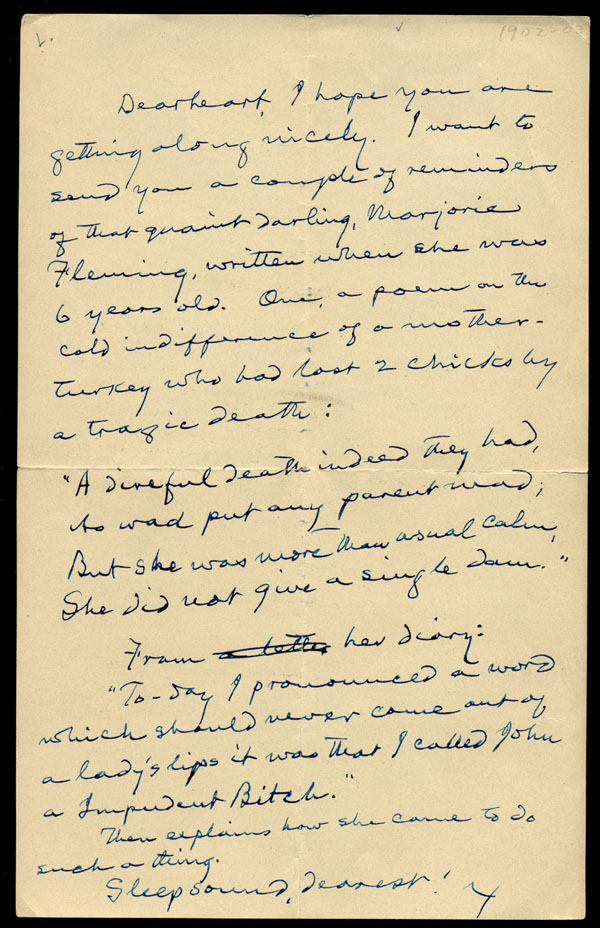 L.
1902-03
Dearheart, I hope you are
getting along nicely. I want to
send you a couple of reminders
of that quaint darling, Marjorie
Fleming, written when she was
6 years old. One, a poem on the
cold indifference of a mother-
turkey who had lost 2 chicks by
a tragic death:
"A direful death indeed they had,
As wad put any parent mad;
But she was more than usual calm,
She did not give a single dam."
From a letter her diary:
"To-day I pronounced a word
which should never come out of
a lady's lips it was that I called John
a Impudent Bitch."
Then explains how she came to do
such a thing.
Sleep sound, dearest! Y